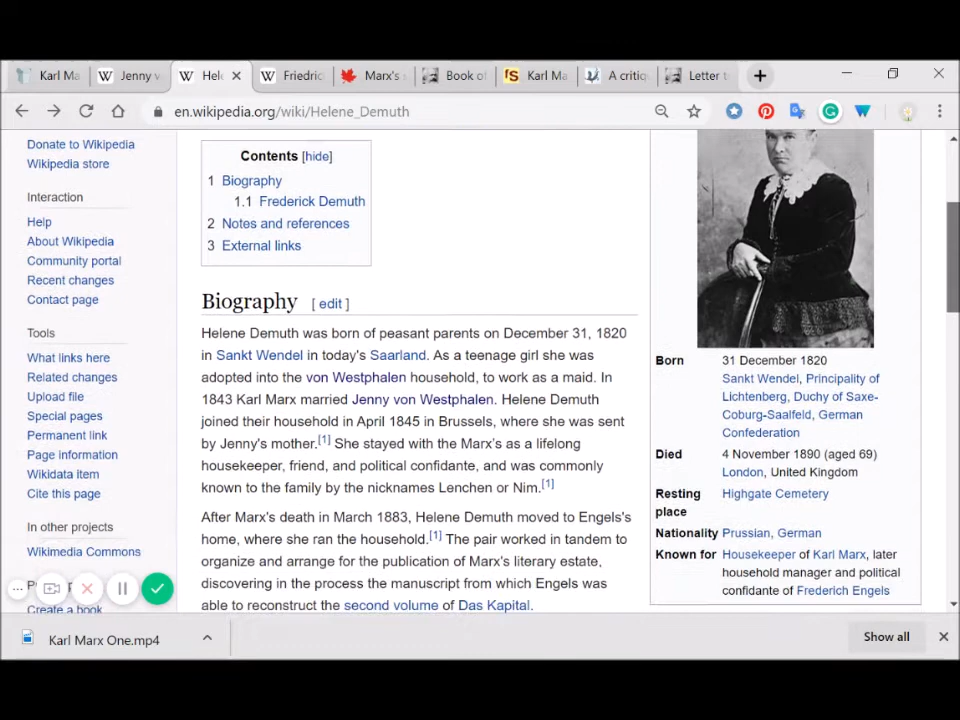 Karl Ma
Jenny v
Hel
Friedric
Marx's
Book of
Karl Ma
A critiq
Letter t
en.wikipedia.org/wiki/Helene_Demuth
Donate to Wikipedia
Wikipedia store
Interaction
Help
About Wikipedia
Community portal
Recent changes
Contact page
Tools
What links here
Related changes
Upload file
Special pages
Permanent link
Page information
Wikidata item
Cite this page
In other projects
Wikimedia Commons
Create a book
Contents [hide]
1 Biography
1.1 Frederick Demuth
2 Notes and references
3 External links
Biography [ edit ]
Helene Demuth was born of peasant parents on December 31, 1820
in Sankt Wendel in today's Saarland. As a teenage girl she was
adopted into the von Westphalen household, to work as a maid. In
1843 Karl Marx married Jenny von Westphalen. Helene Demuth
joined their household in April 1845 in Brussels, where she was sent
by Jenny's mother.[1] She stayed with the Marx's as a lifelong
housekeeper, friend, and political confidante, and was commonly
known to the family by the nicknames Lenchen or Nim.[1]
After Marx's death in March 1883, Helene Demuth moved to Engels's
home, where she ran the household.[1] The pair worked in tandem to
organize and arrange for the publication of Marx's literary estate,
discovering in the process the manuscript from which Engels was
able to reconstruct the second volume of Das Kapital.
Born 31 December 1820
Sankt Wendel, Principality of
Lichtenberg, Duchy of Saxe-
Coburg-Saalfeld, German
Confederation
Died 4 November 1890 (aged 69)
London, United Kingdom
Resting place Highgate Cemetery
Nationality Prussian, German
Known for Housekeeper of Karl Marx, later
household manager and political
confidante of Frederich Engels
Karl Marx One.mp4
Show all